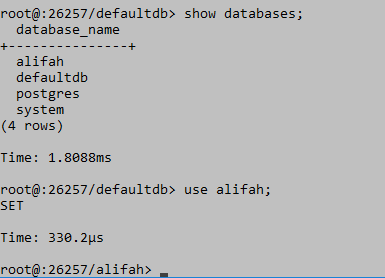 root@:26257/defaultdb> show databases;
  database_name
+---------------+
  alifah
  defaultdb
  postgres
  system
(4 rows)

Time: 1.8088ms

root@:26257/defaultdb> use alifah;
SET

Time: 330.2µs

root@:26257/alifah> _